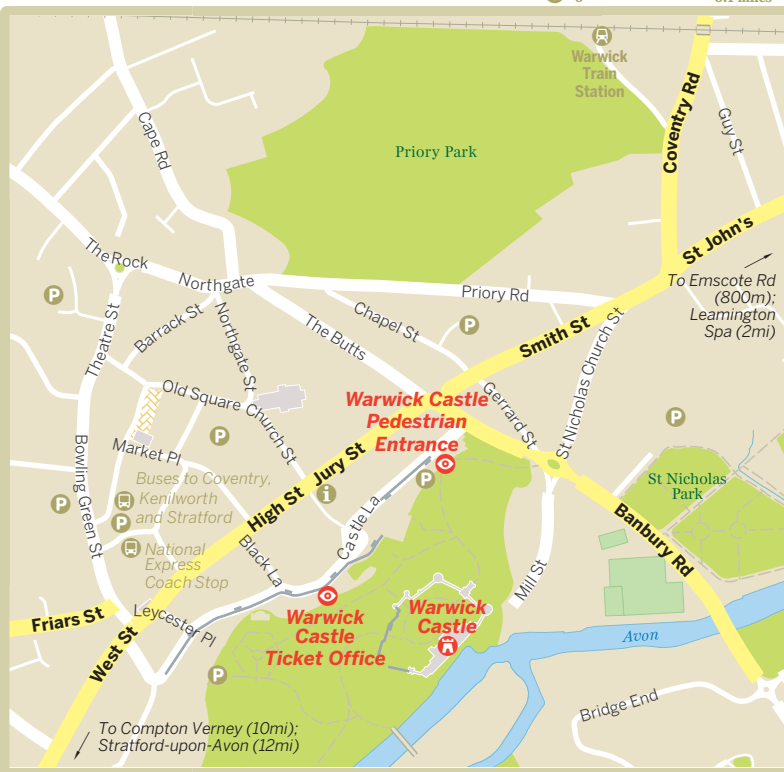 0.1 miles
Warwick
Train
Station
Coventry Rd
Guy St
Cape Rd
Priory Park
St John's
To Emscote Rd
(800m);
Leamington
Spa (2mi)
The Rock
Northgate
Priory Rd
Theatre St
Barrack St
Northgate St
The Butts
Chapel St
P
P
Smith St
St Nicholas Church St
Old Square
Church St
Warwick Castle
Pedestrian
Entrance
Gerrard St
P
P
Market Pl
Bowling Green St
Buses to Coventry,
Kenilworth
and Stratford
High St
Jury St
i
P
St Nicholas
Park
P
P
National
Express
Coach Stop
Black La
Castle La
Banbury Rd
Mill St
Friars St
Leycester Pl
West St
Warwick
Castle
Ticket Office
Warwick
Castle
Avon
P
Bridge End
To Compton Verney (10mi);
Stratford-upon-Avon (12mi)